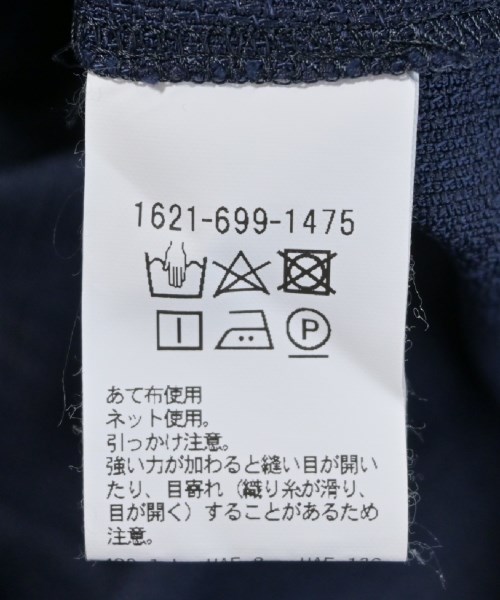 1621-699-1475
P
あて布使用
ネット使用。
引っかけ注意。
強い力が加わると縫い目が開い
たり、目寄れ（織り糸が滑り、
目が開く）することがあるため
注意。